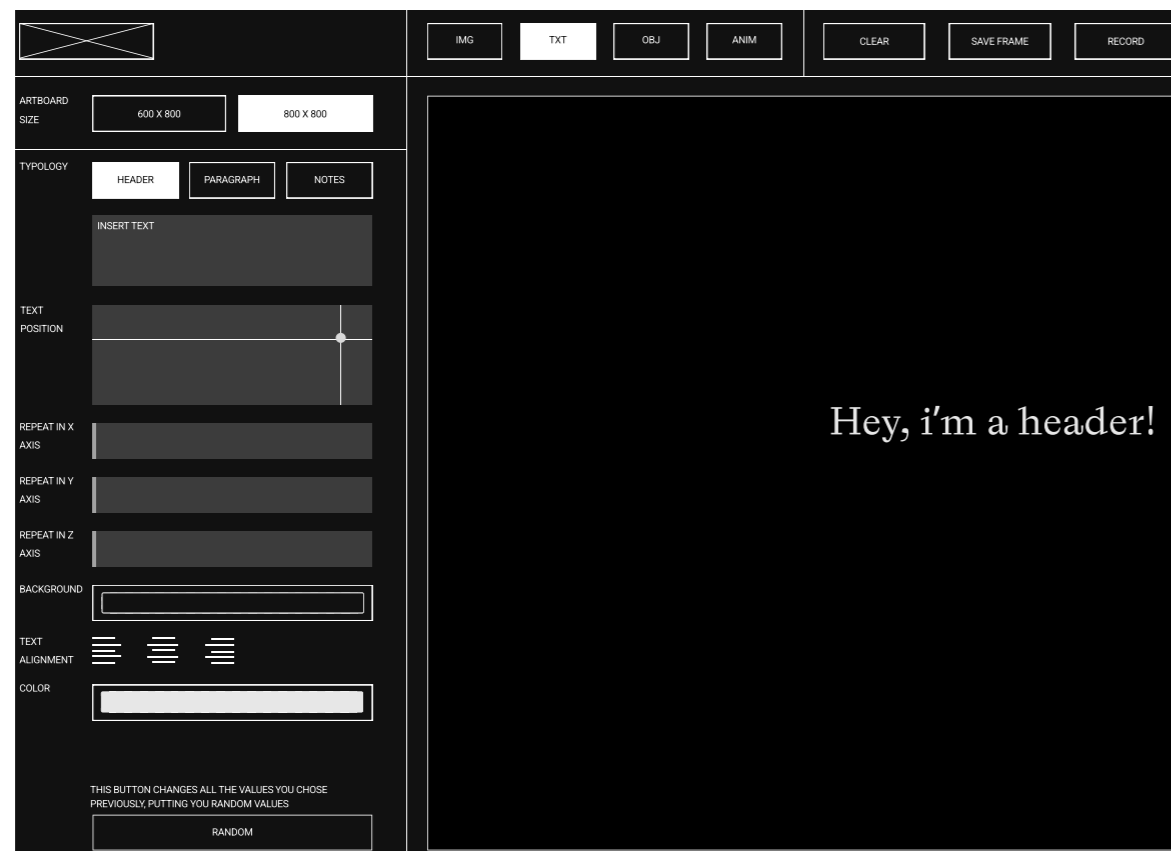 IMG
TXT
OBJ
ANIM
CLEAR
SAVE FRAME
RECORD
ARTBOARD
SIZE
600 X 800
800 X 800
TYPOLOGY
HEADER
PARAGRAPH
NOTES
INSERT TEXT
TEXT
POSITION
Hey, i'm a header!
REPEAT IN X
AXIS
REPEAT IN Y
AXIS
REPEAT IN Z
AXIS
BACKGROUND
TEXT
ALIGNMENT
COLOR
THIS BUTTON CHANGES ALL THE VALUES YOU CHOSE
PREVIOUSLY, PUTTING YOU RANDOM VALUES
RANDOM